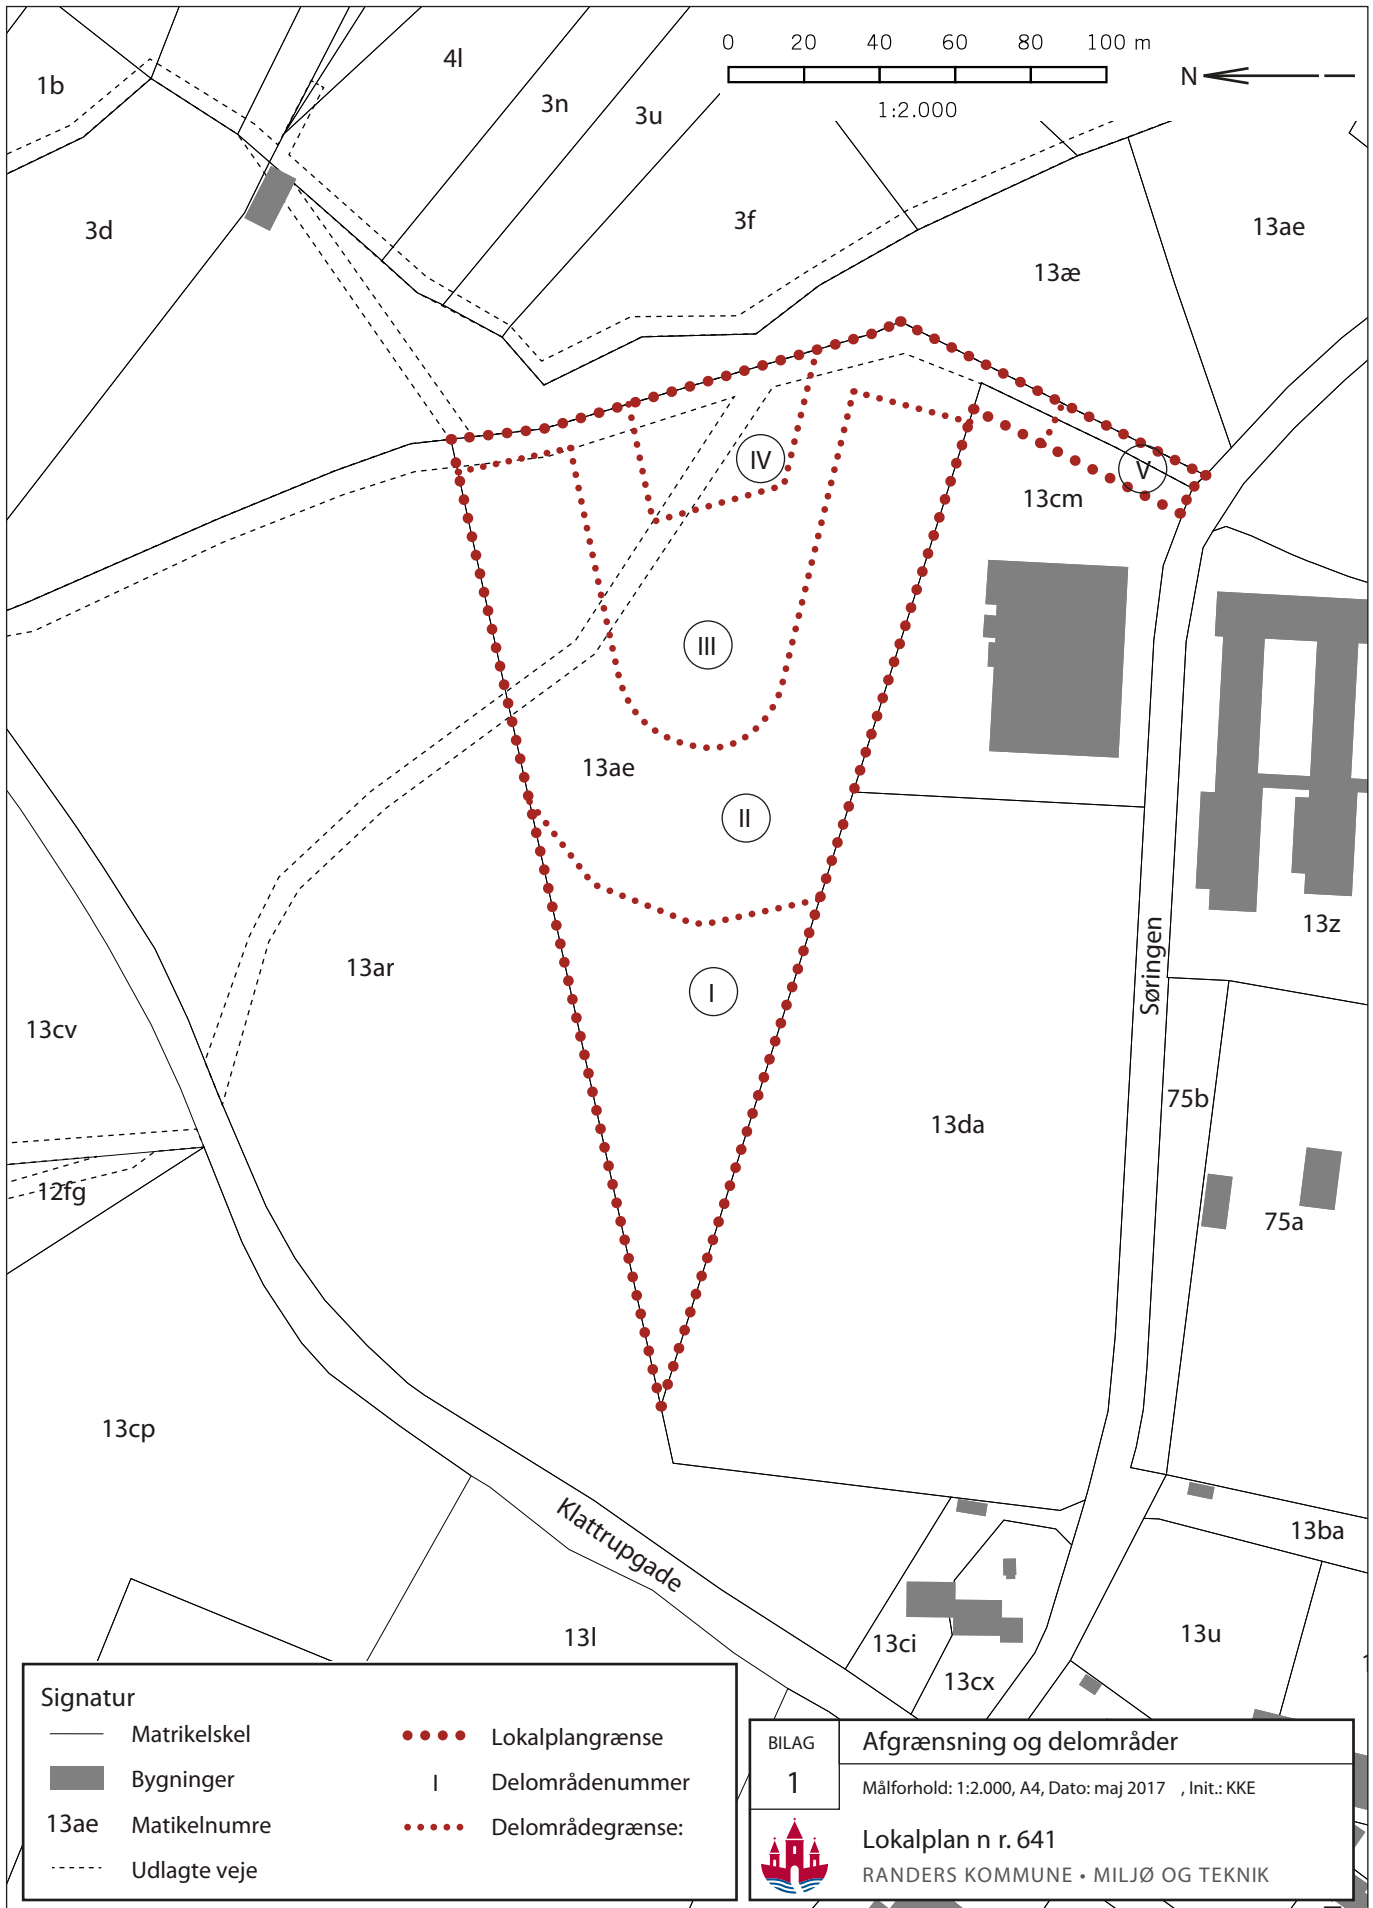 0 20 40 60 80 100 m
1:2.000
N
1b
4l
3n
3u
3d
3f
13æ
13ae
IV
V
13cm
III
13ae
II
13z
13ar
I
Søringen
13cv
75b
13da
12fg
75a
13cp
Klattrupgade
13ba
13l
13ci
13u
13cx
Signatur
Matrikelskel
Bygninger
13ae Matikelnumre
Udlagte veje
Lokalplangrænse
I Delområdenummer
Delområdegrænse:
BILAG
1
Afgrænsning og delområder
Målforhold: 1:2.000, A4, Dato: maj 2017 , Init.: KKE
Lokalplan n r. 641
RANDERS KOMMUNE • MILJØ OG TEKNIK